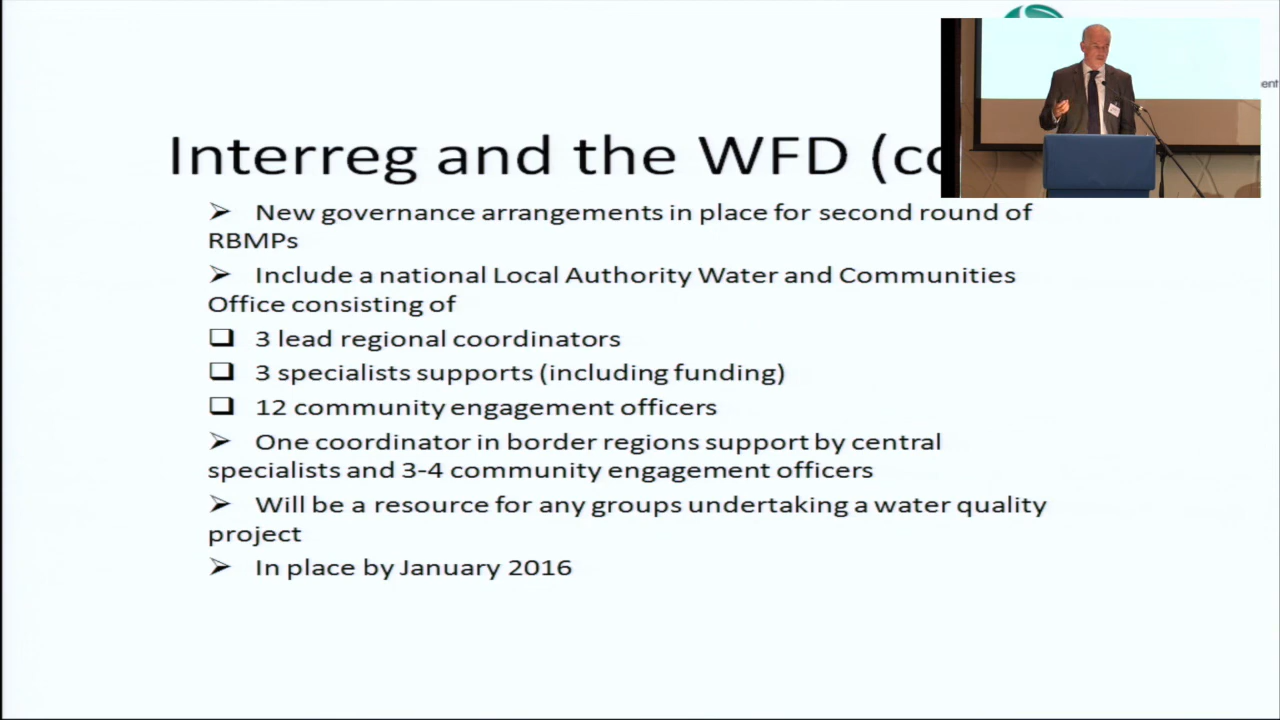 Interreg and the WFD (co
➢ New governance arrangements in place for second round of
RBMPs
➢ Include a national Local Authority Water and Communities
Office consisting of
❑ 3 lead regional coordinators
❑ 3 specialists supports (including funding)
❑ 12 community engagement officers
➢ One coordinator in border regions support by central
specialists and 3-4 community engagement officers
➢ Will be a resource for any groups undertaking a water quality
project
➢ In place by January 2016